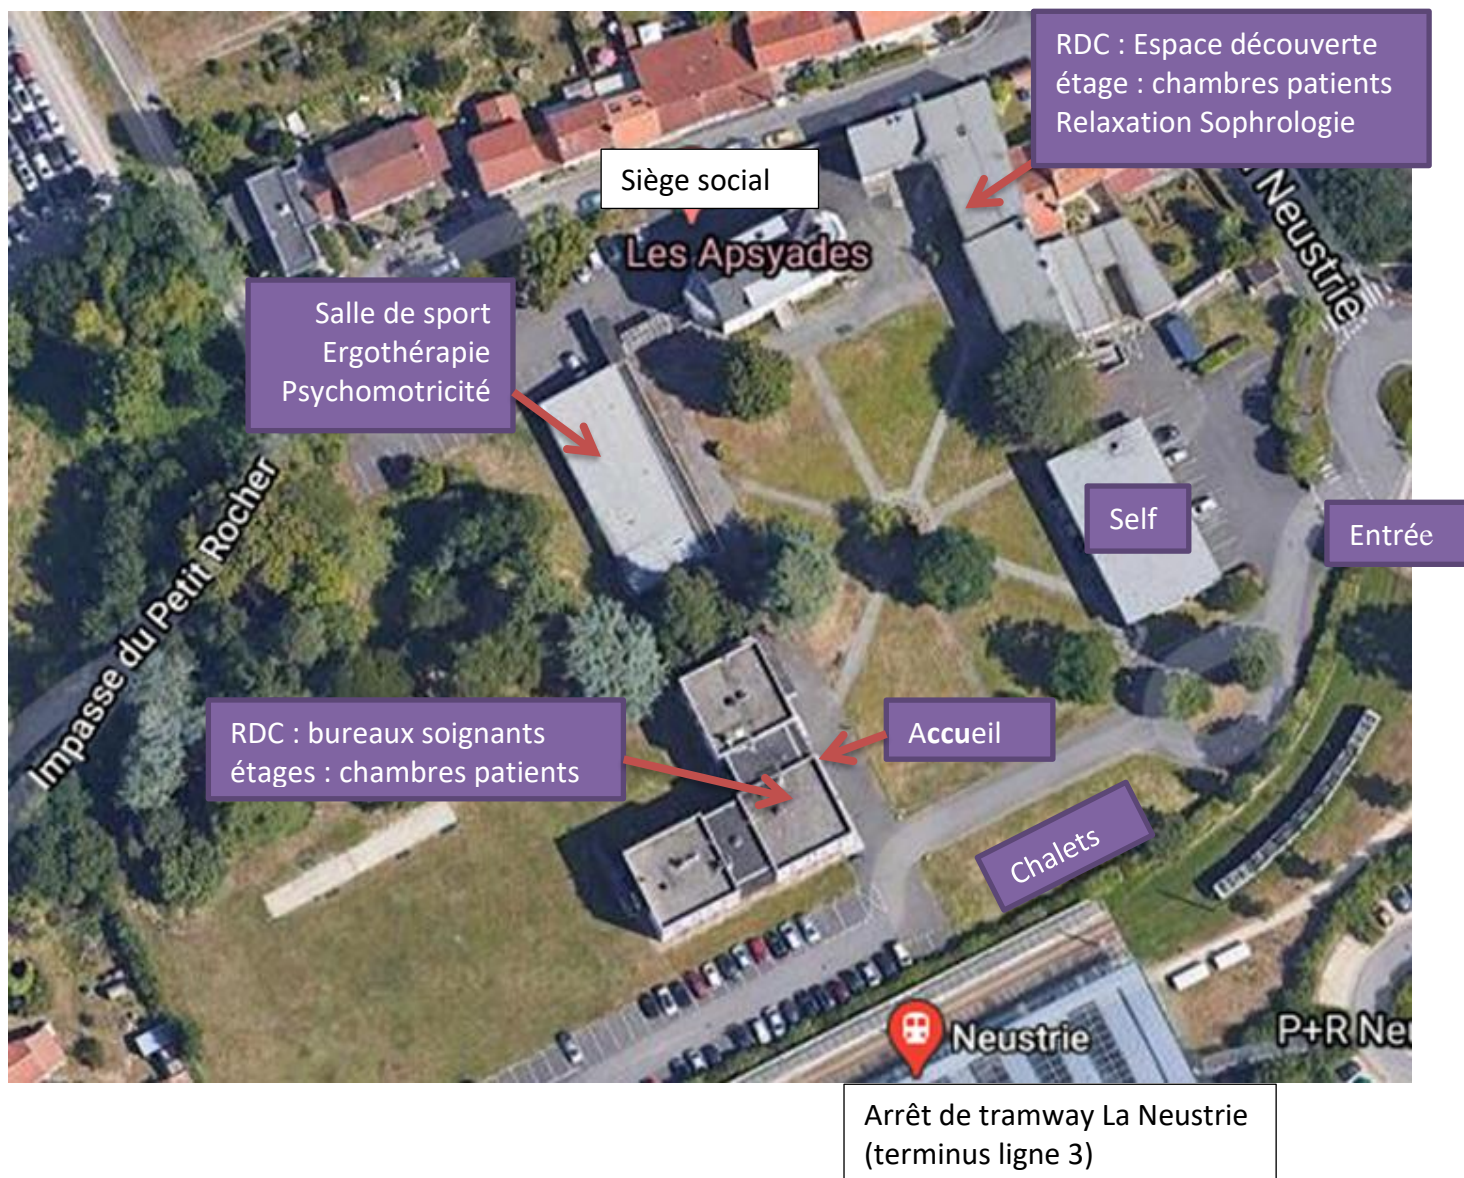 RDC : Espace découverte
étage : chambres patients
Relaxation Sophrologie
Siège social
Les Apsyades
Neustrie
Salle de sport
Ergothérapie
Psychomotricité
Impasse du Petit Rocher
Self
Entrée
RDC : bureaux soignants
étages : chambres patients
Accueil
Chalets
Neustrie
P+R Neu
Arrêt de tramway La Neustrie
(terminus ligne 3)